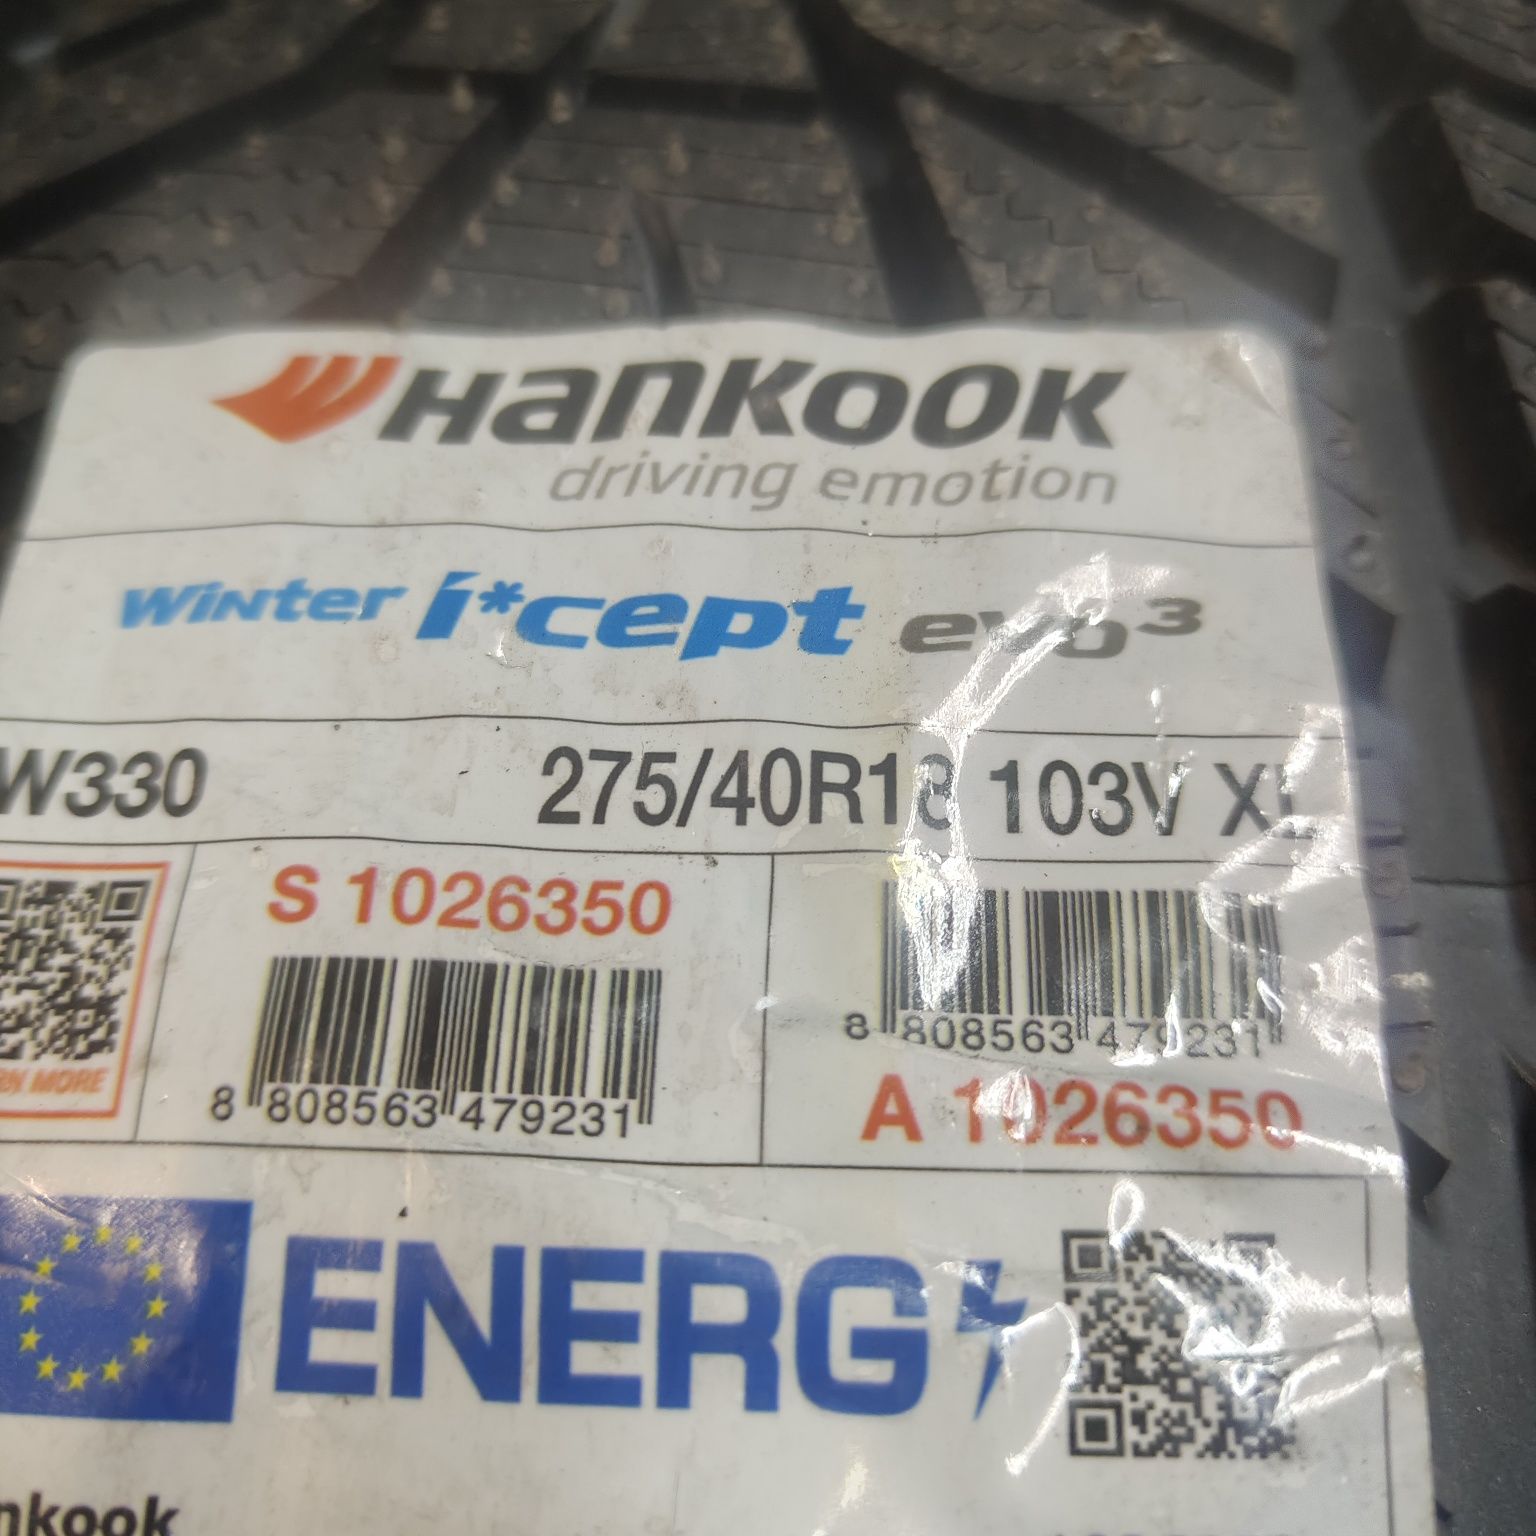 HanKooK
driving emotion
Winter i*cept evo³
W330 275/40R18 103V XL
S 1026350
8 808563 479231
8 808563 479231
A 1026350
MORE
ENERG